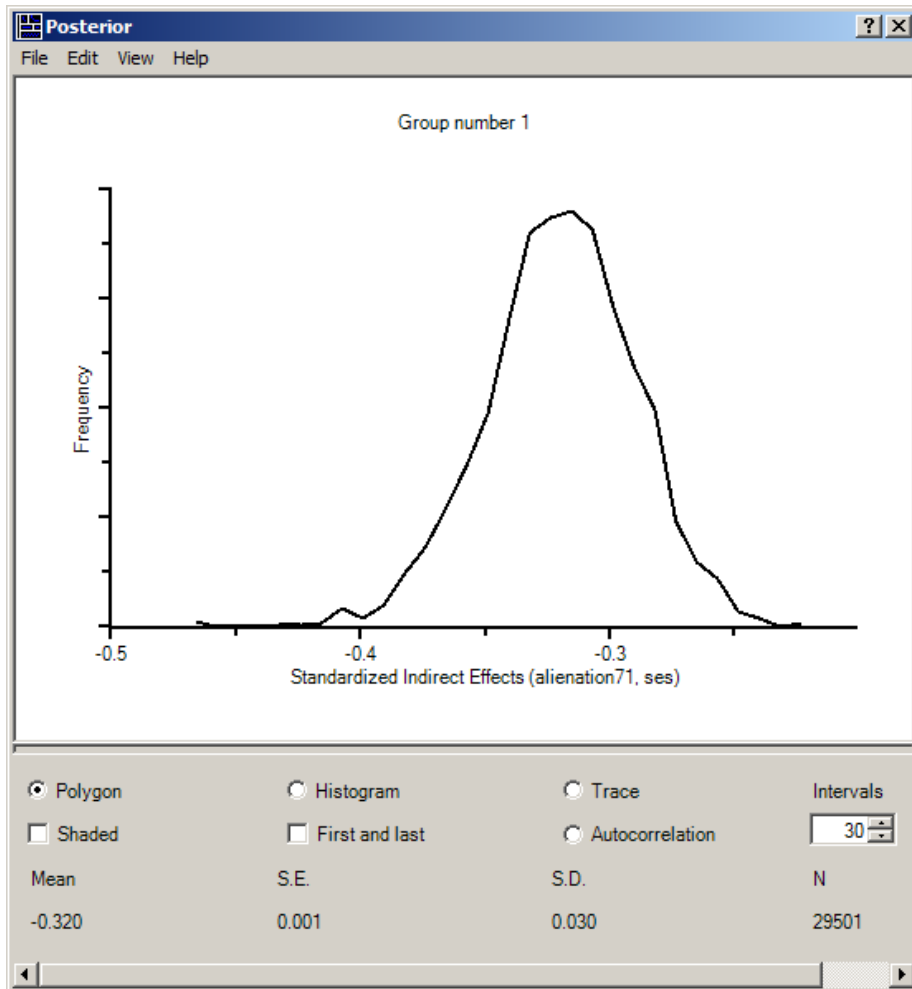 Posterior
File Edit View Help
Group number 1
Frequency
-0.5 -0.4 -0.3
Standardized Indirect Effects (alienation71, ses)
Polygon Histogram Trace Intervals
Shaded First and last Autocorrelation 30
Mean S.E. S.D. N
-0.320 0.001 0.030 29501